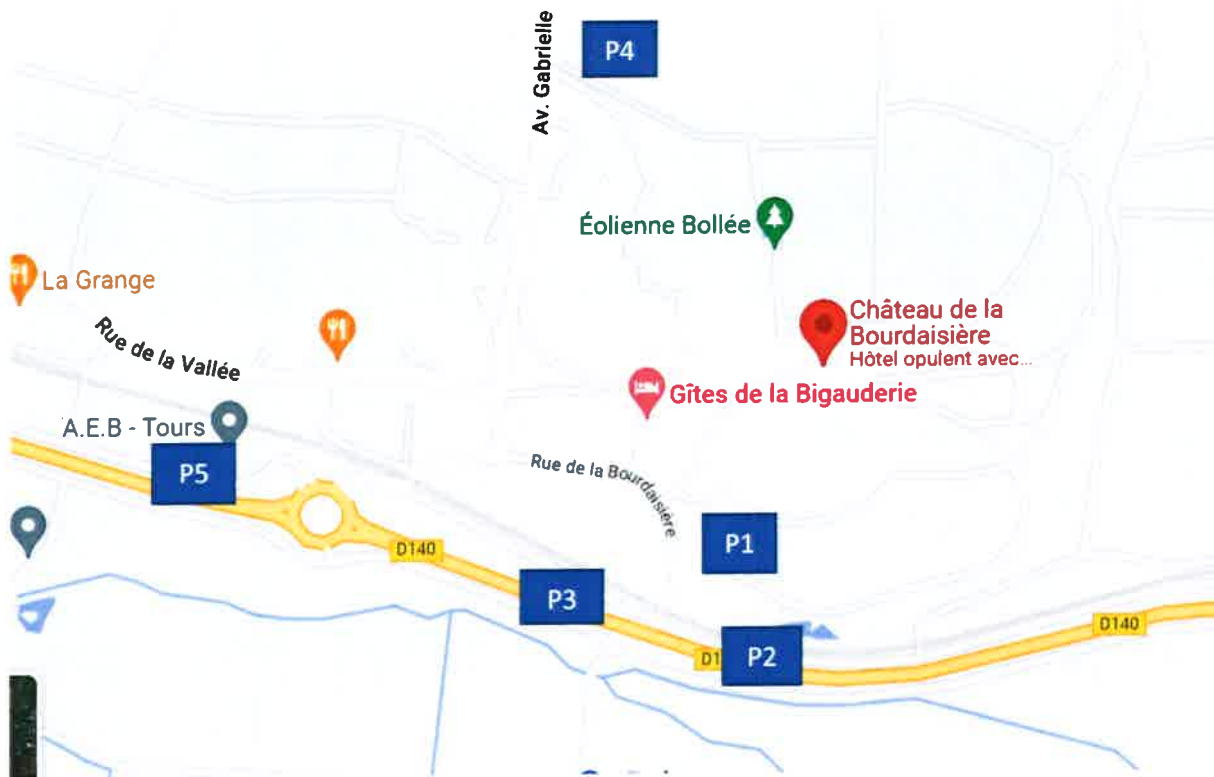 P4
Av. Gabrielle
Éolienne Bollée
La Grange
Château de la
Bourdaisière
Hôtel opulent avec...
Rue de la Vallée
Gîtes de la Bigauderie
A.E.B - Tours
P5
Rue de la Bourdaisière
P1
D140
P3
D140
D1
P2